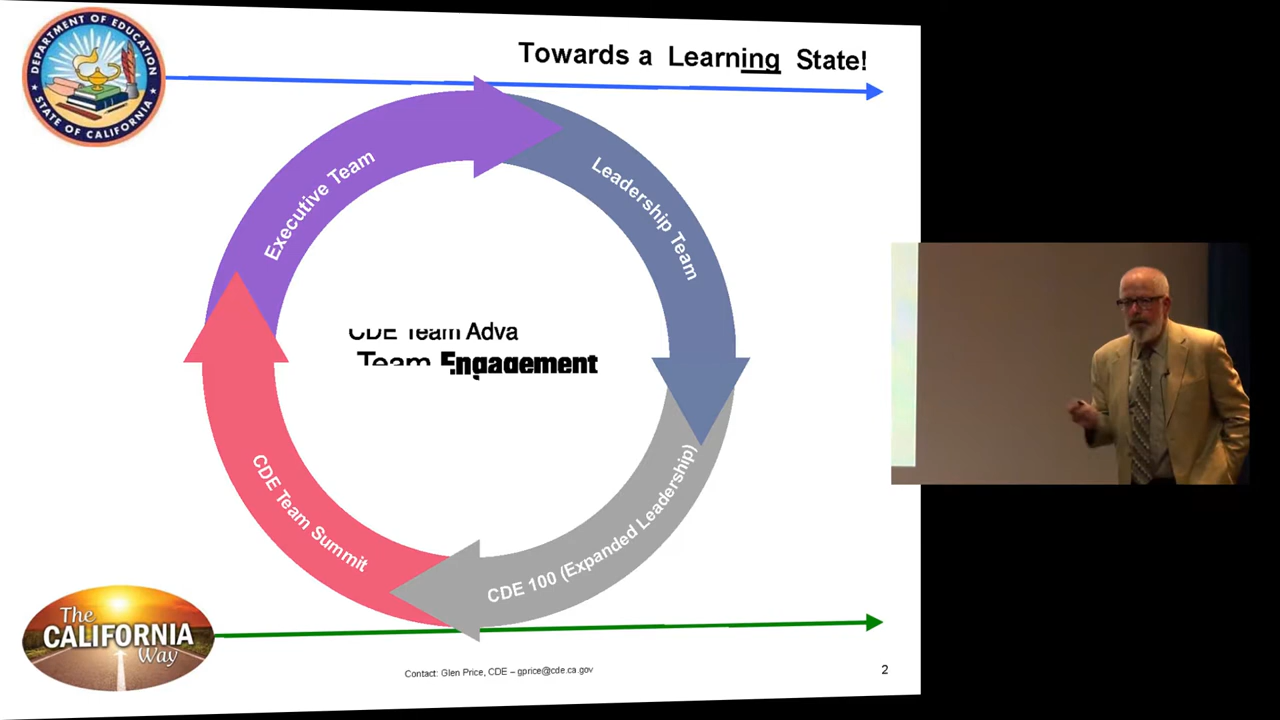 DEPARTMENT OF EDUCATION
STATE OF CALIFORNIA
Towards a Learning State!
Executive Team
Leadership Team
CDE Team Adva
Team Engagement
CDE Team Summit
CDE 100 (Expanded Leadership)
The
CALIFORNIA
Way
Contact: Glen Price, CDE – gprice@cde.ca.gov
2